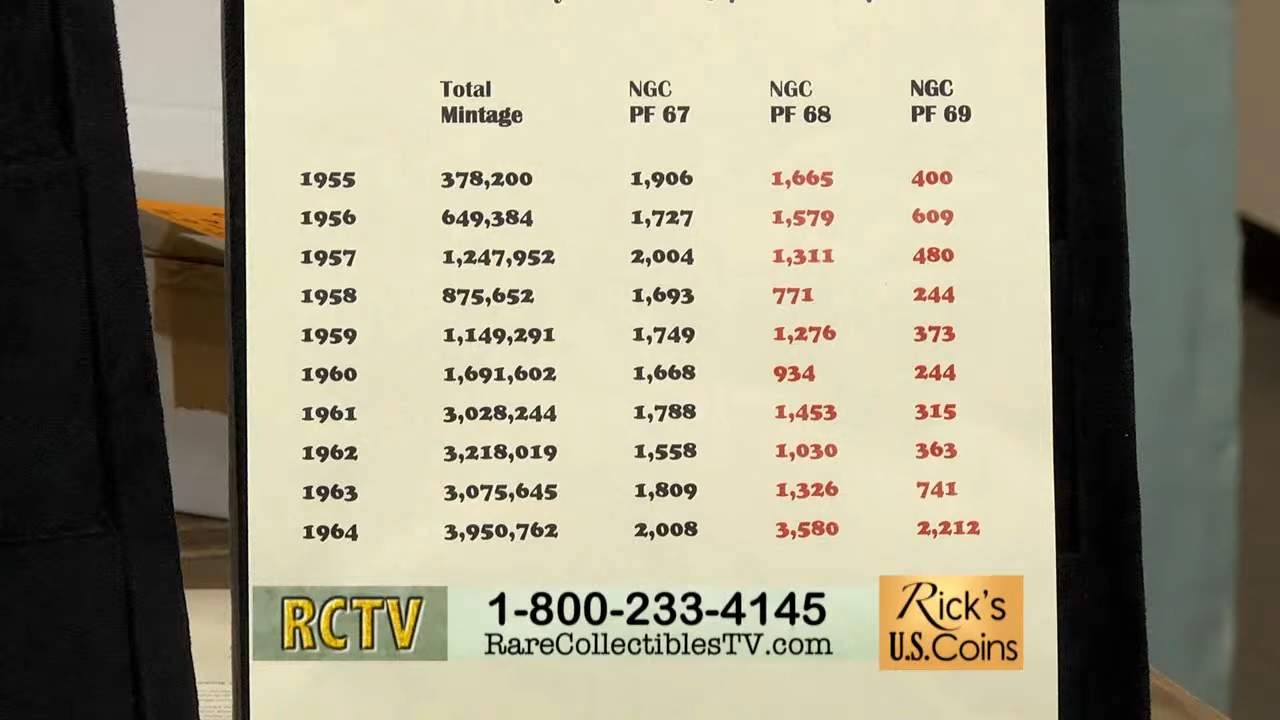 Total NGC NGC NGC
Mintage PF 67 PF 68 PF 69
1955 378,200 1,906 1,665 400
1956 649,384 1,727 1,579 609
1957 1,247,952 2,004 1,311 480
1958 875,652 1,693 771 244
1959 1,149,291 1,749 1,276 373
1960 1,691,602 1,668 934 244
1961 3,028,244 1,788 1,453 315
1962 3,218,019 1,558 1,030 363
1963 3,075,645 1,809 1,326 741
1964 3,950,762 2,008 3,580 2,212
RCTV
1-800-233-4145
RareCollectiblesTV.com
Rick's
U.S. Coins